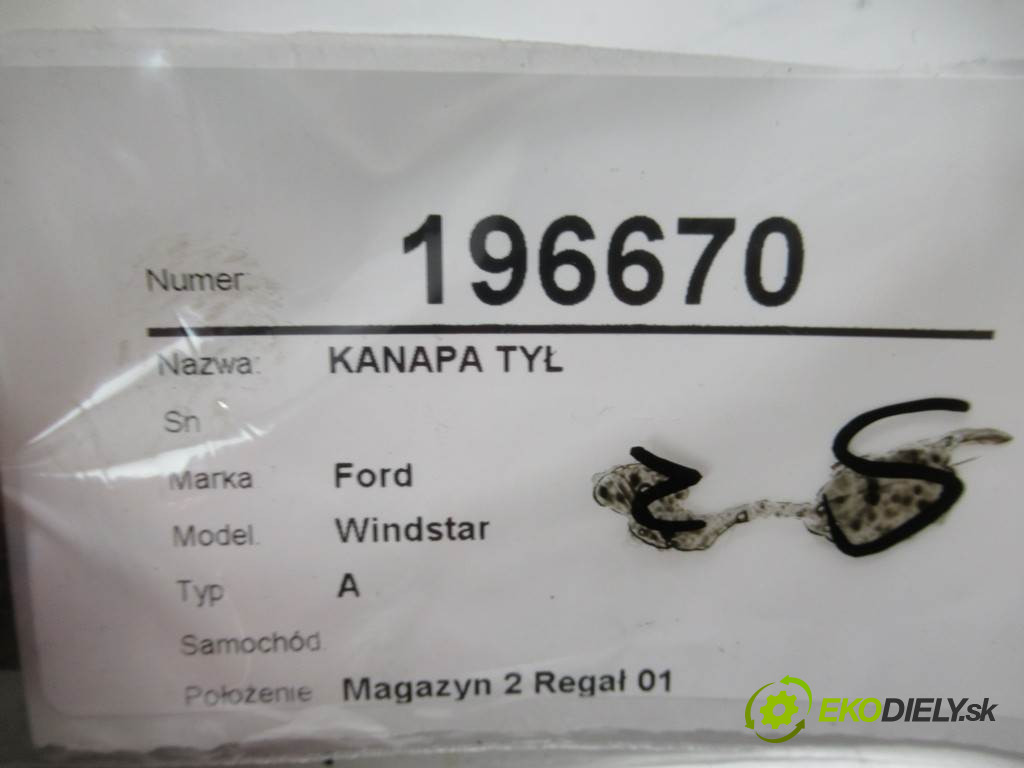 Numer: 196670
Nazwa: KANAPA TYŁ
Sn
Marka Ford
Model. Windstar
Typ A
Samochód
Położenie Magazyn 2 Regał 01
EKODIELY.sk